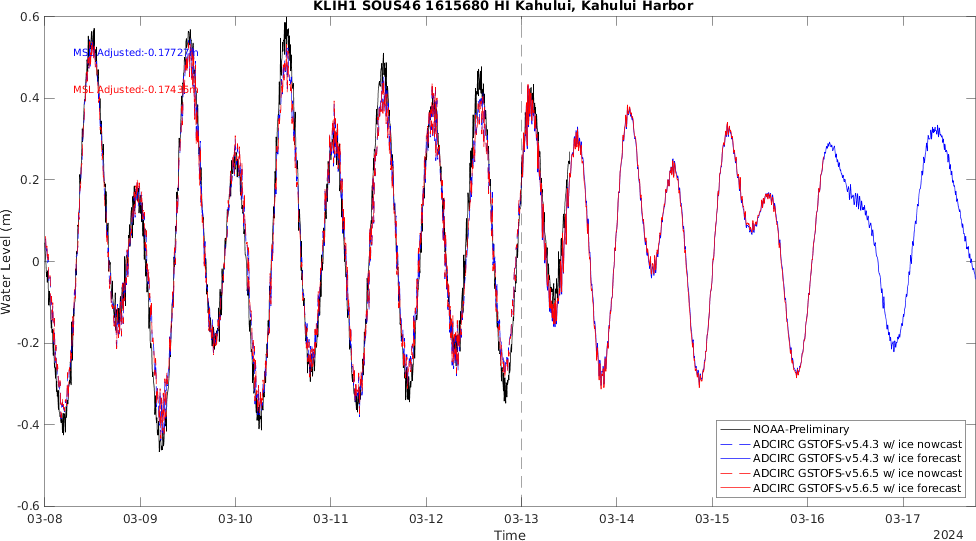 KLIH1 SOUS46 1615680 HI Kahului, Kahului Harbor
0.6
MSL Adjusted:-0.17727m
MSL Adjusted:-0.17435m
0.4
0.2
0
-0.2
-0.4
-0.6
Water Level (m)
NOAA-Preliminary
ADCIRC GSTOFS-v5.4.3 w/ ice nowcast
ADCIRC GSTOFS-v5.4.3 w/ ice forecast
ADCIRC GSTOFS-v5.6.5 w/ ice nowcast
ADCIRC GSTOFS-v5.6.5 w/ ice forecast
03-08 03-09 03-10 03-11 03-12 03-13 03-14 03-15 03-16 03-17
Time
2024